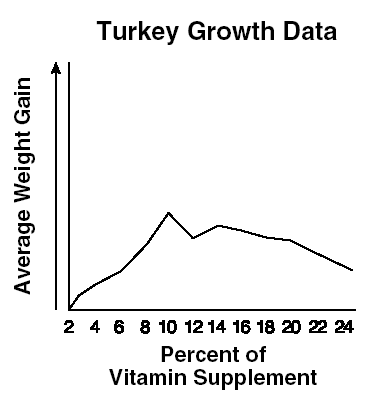 Turkey Growth Data
Average Weight Gain
2 4 6 8 10 12 14 16 18 20 22 24
Percent of
Vitamin Supplement